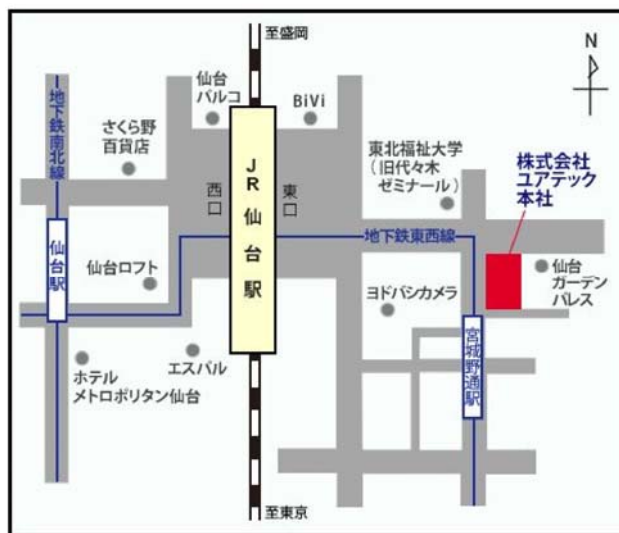 至盛岡
N
仙台
パルコ
BiVi
地下鉄南北線
さくら野
百貨店
東北福祉大学
(旧代々木
ゼミナール)
株式会社
ユアテック
本社
西口
JR仙台駅
東口
地下鉄東西線
仙台駅
仙台ロフト
ヨドバシカメラ
仙台
ガーデン
パレス
宮城野通駅
ホテル
メトロポリタン仙台
エスパル
至東京